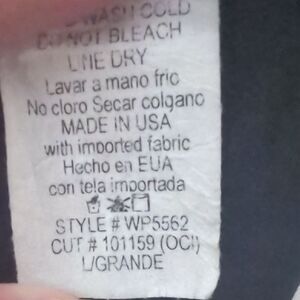 WASH COLD
DO NOT BLEACH
LINE DRY
Lavar a mano frio
No cloro Secar colgano
MADE IN USA
with imported fabric
Hecho en EUA
con tela importada
STYLE # WP5562
CUT # 101159 (OCI)
L/GRANDE